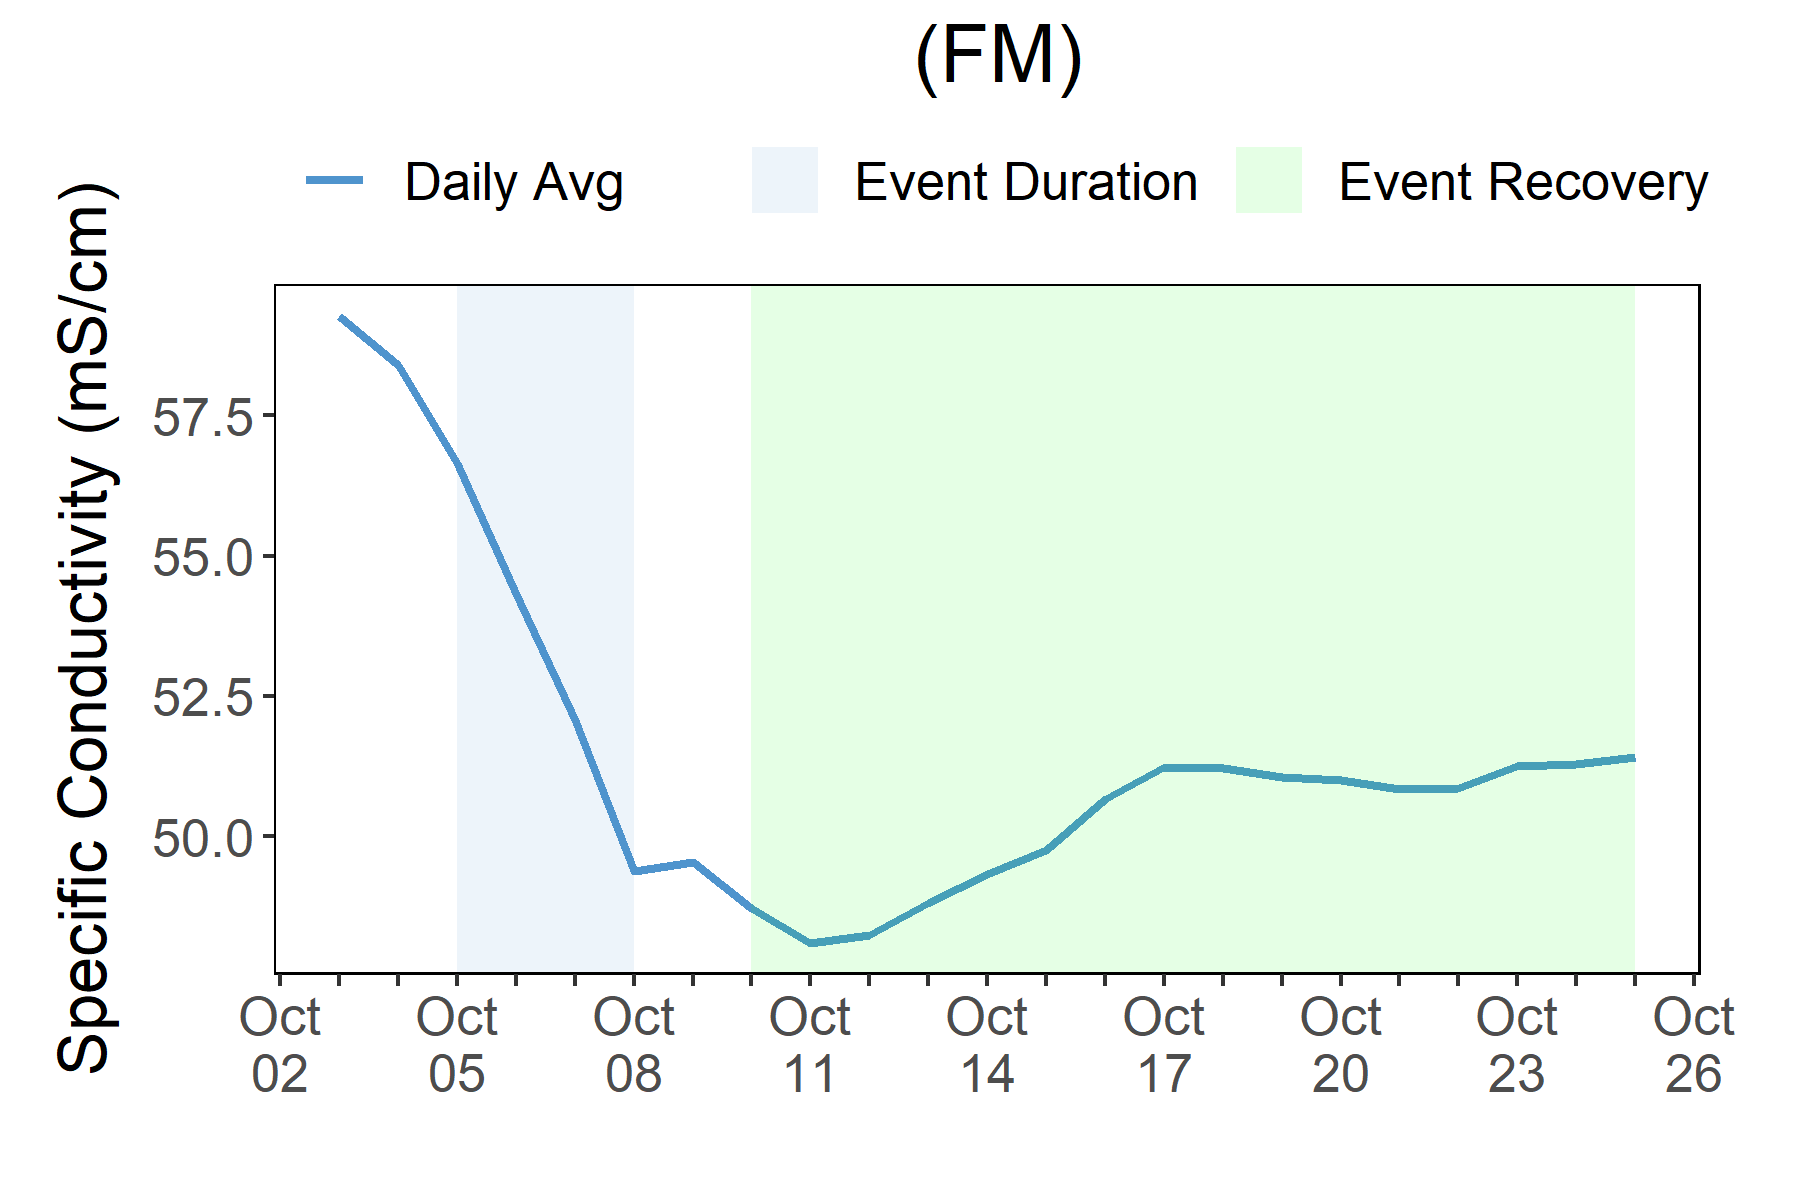 (FM)
Daily Avg
Event Duration
Event Recovery
Specific Conductivity (mS/cm)
57.5
55.0
52.5
50.0
Oct
02
Oct
05
Oct
08
Oct
11
Oct
14
Oct
17
Oct
20
Oct
23
Oct
26